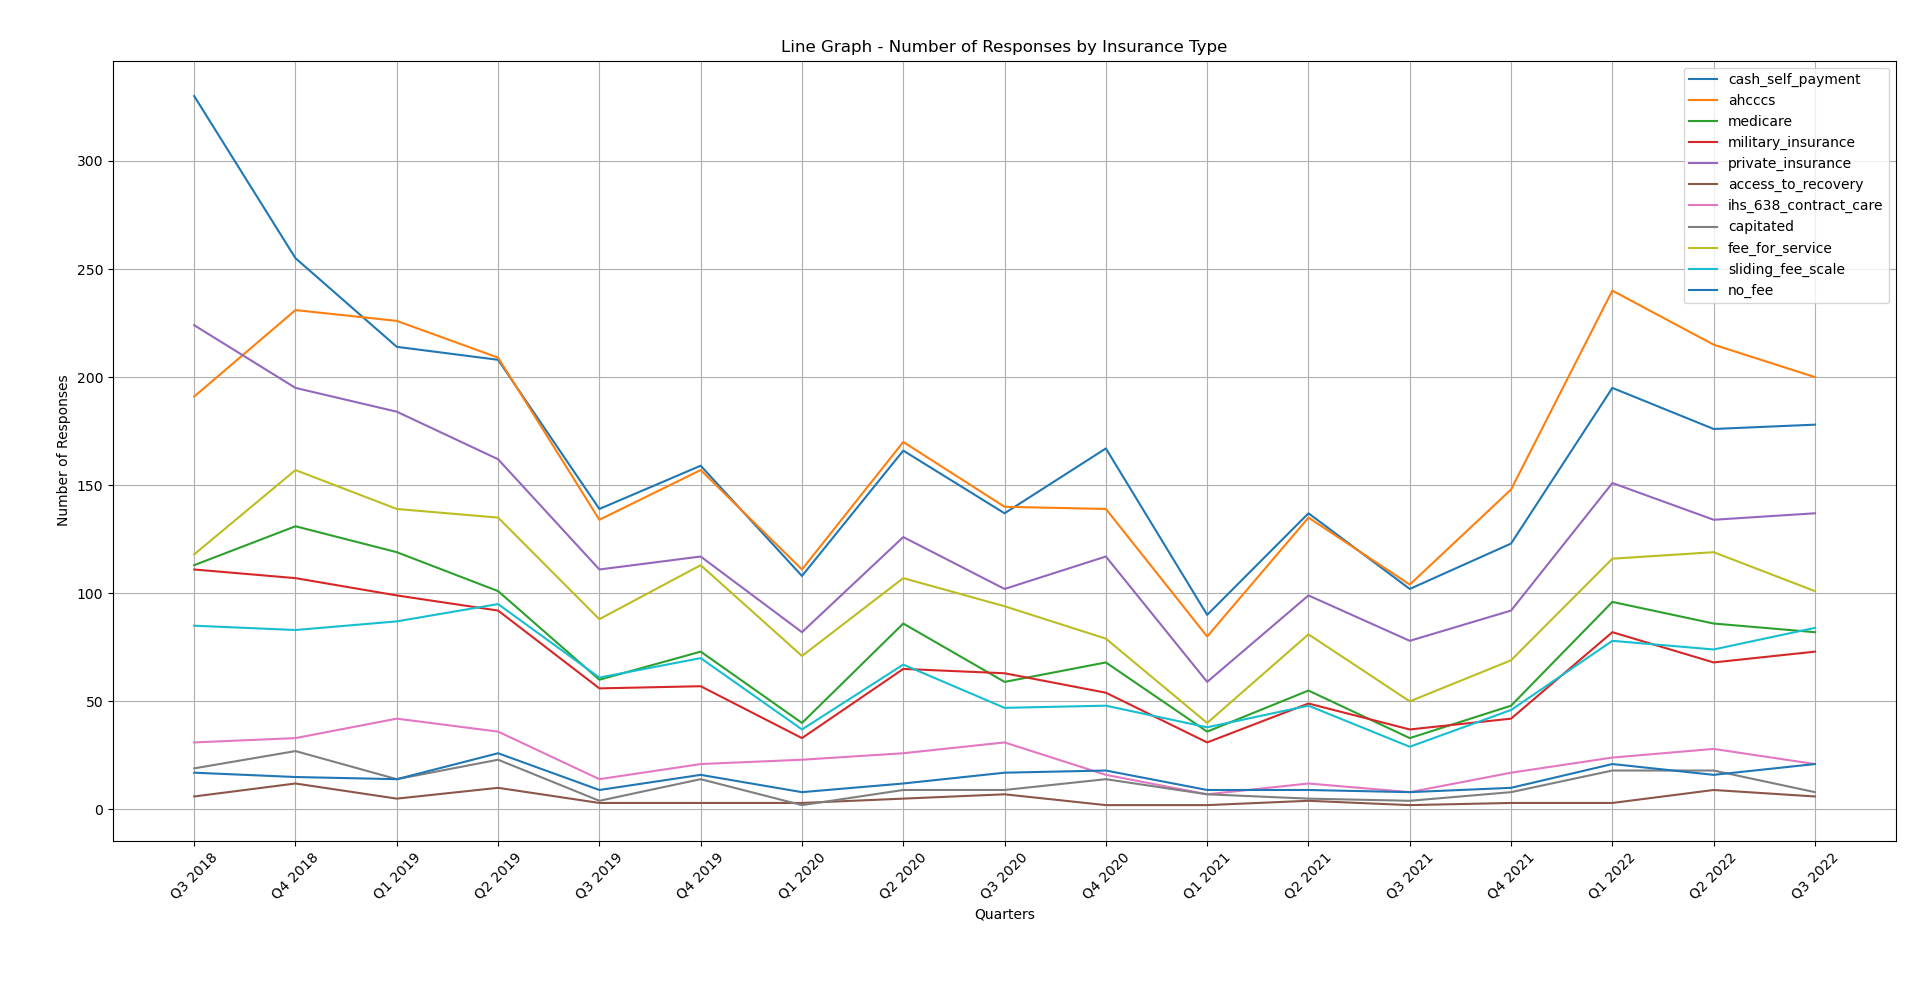 Line Graph - Number of Responses by Insurance Type
cash_self_payment
ahcccs
medicare
military_insurance
private_insurance
access_to_recovery
ihs_638_contract_care
capitated
fee_for_service
sliding_fee_scale
no_fee
Number of Responses
300
250
200
150
100
50
0
Q3 2018
Q4 2018
Q1 2019
Q2 2019
Q3 2019
Q4 2019
Q1 2020
Q2 2020
Q3 2020
Q4 2020
Q1 2021
Q2 2021
Q3 2021
Q4 2021
Q1 2022
Q2 2022
Q3 2022
Quarters